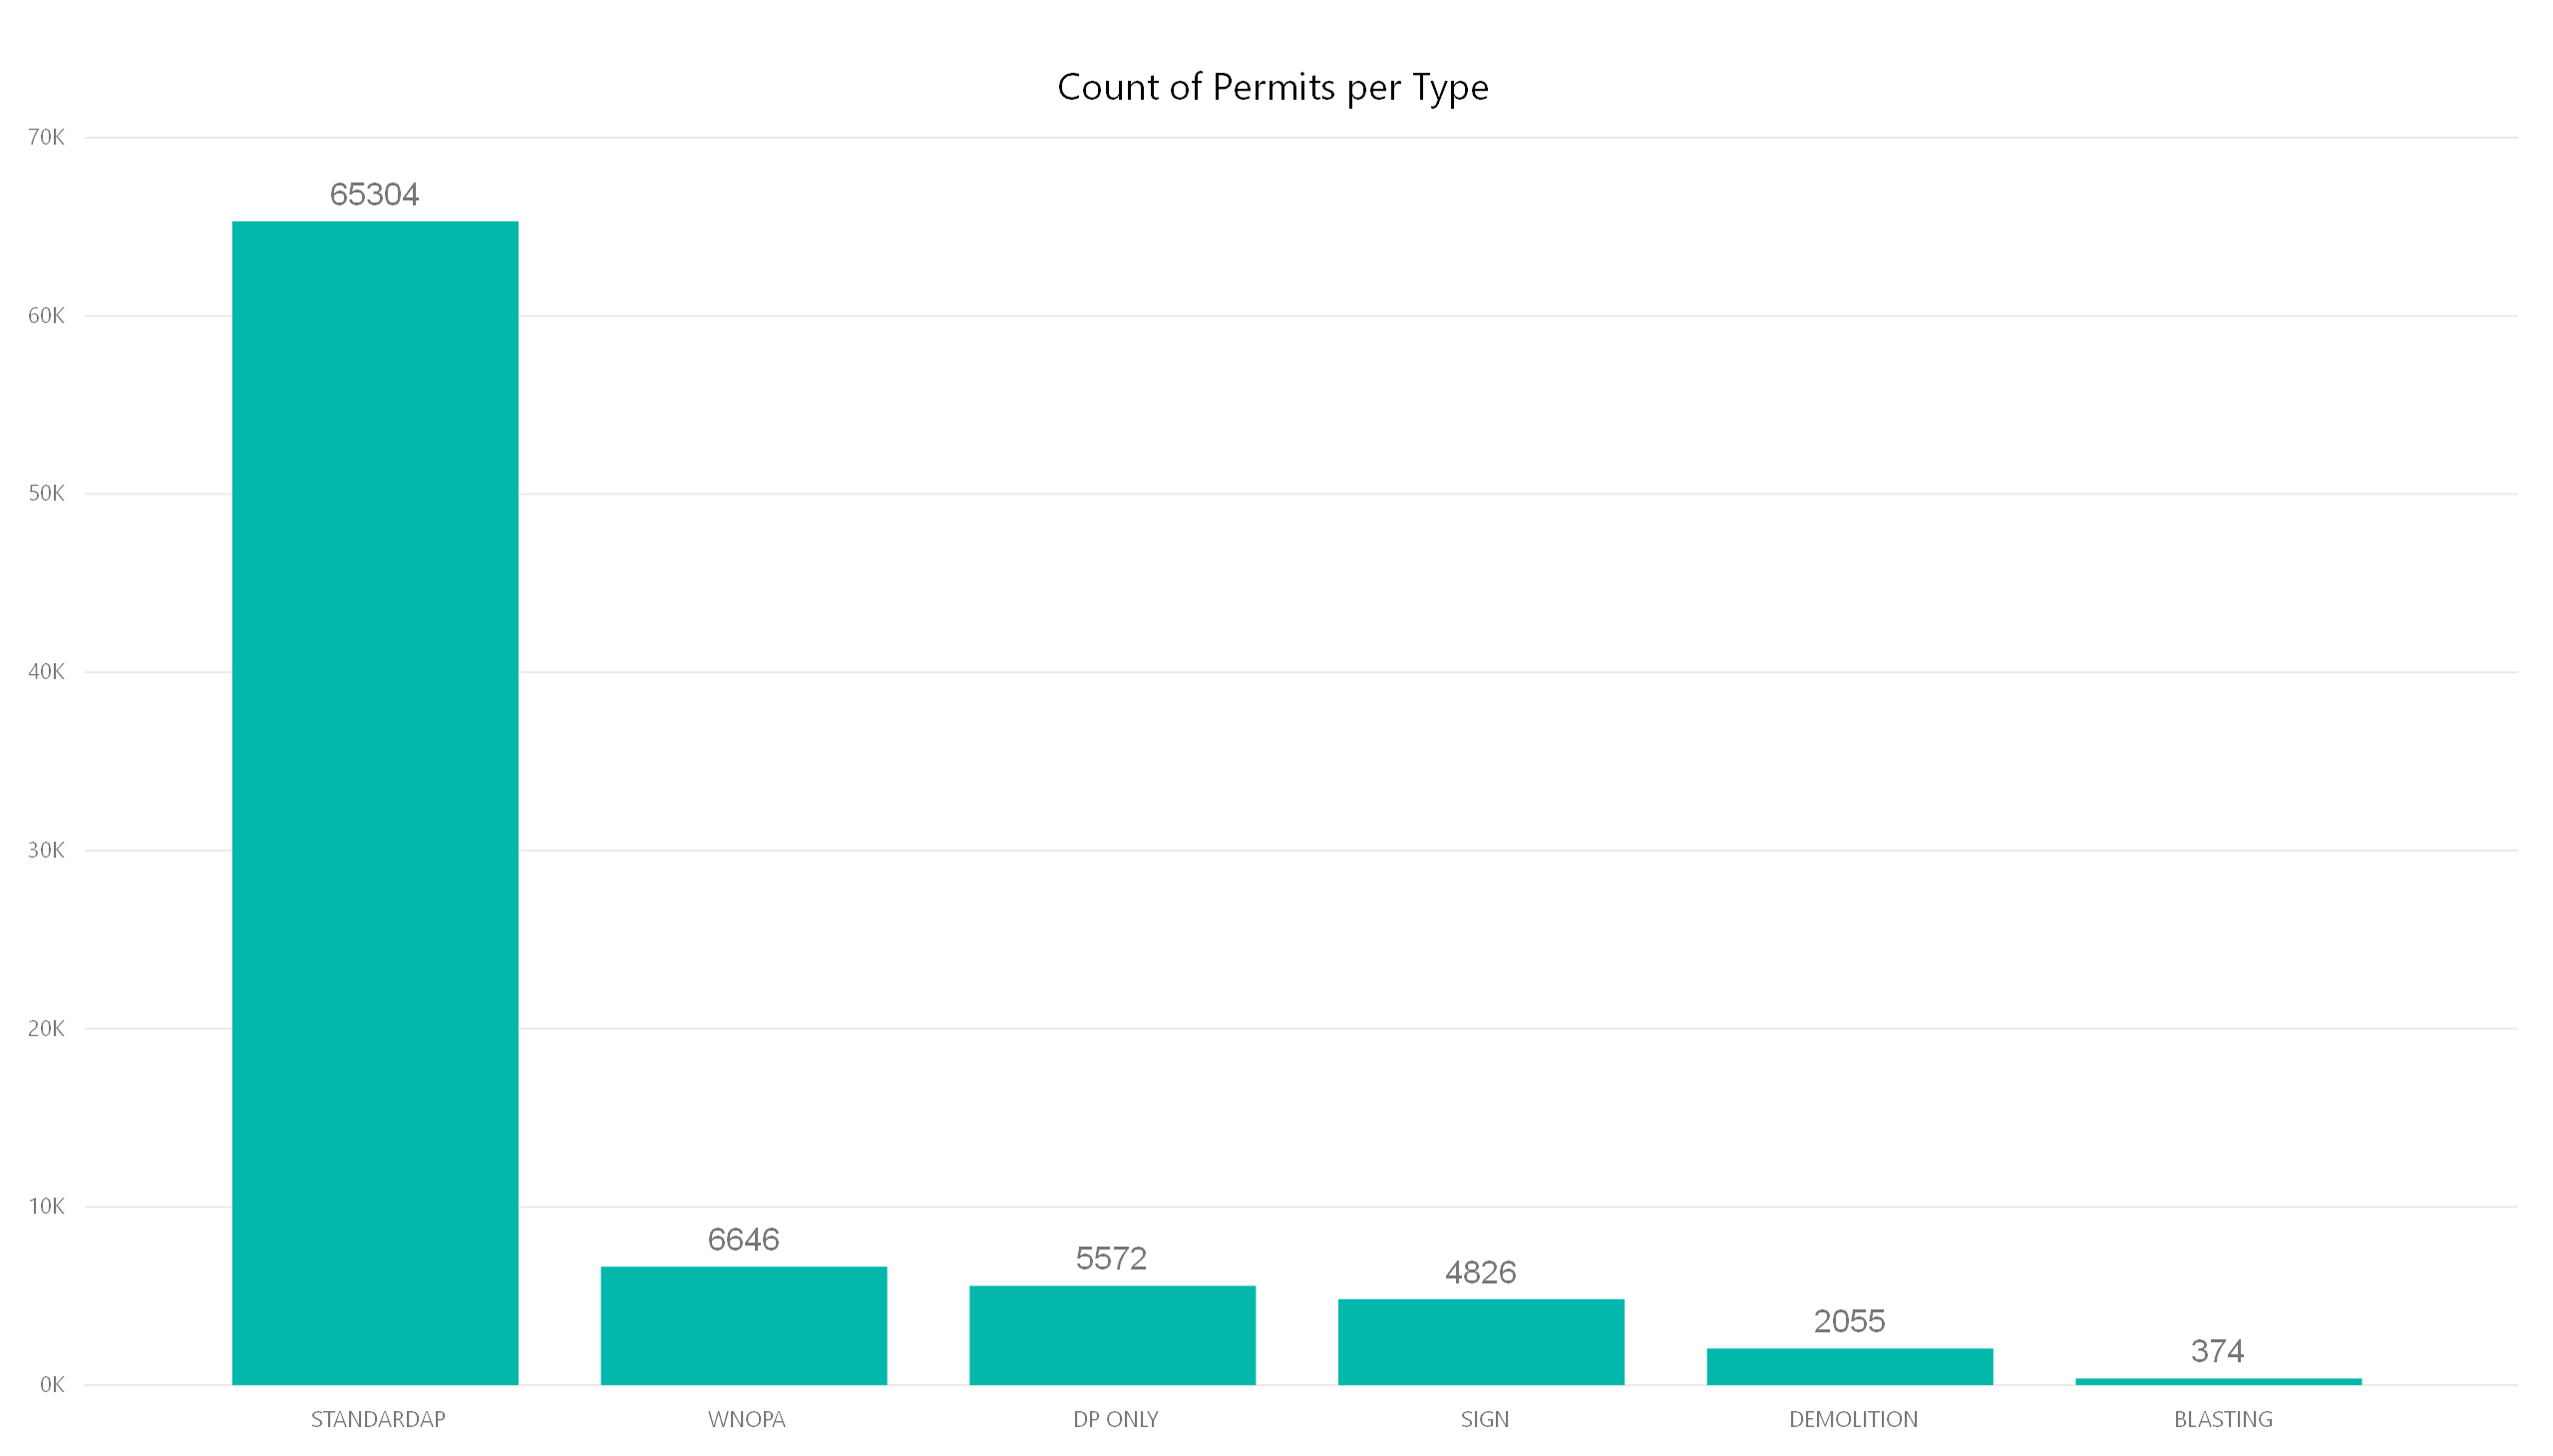 Count of Permits per Type
70K
65304
60K
50K
40K
30K
20K
10K
6646
5572
4826
2055
374
0K
STANDARDAP
WNOPA
DP ONLY
SIGN
DEMOLITION
BLASTING